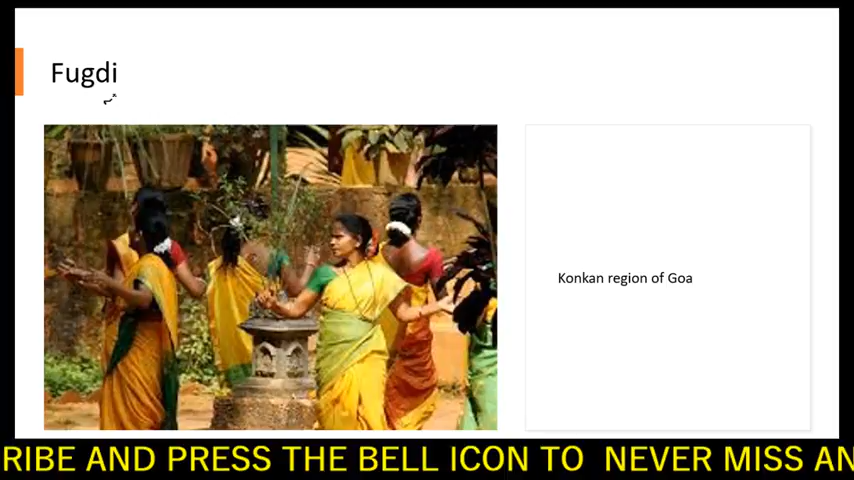 Fugdi
Konkan region of Goa
RIBE AND PRESS THE BELL ICON TO NEVER MISS AN